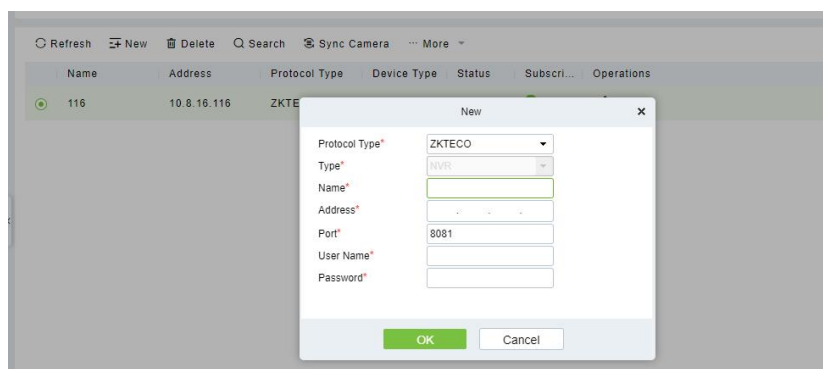 Refresh New Delete Search Sync Camera ··· More
Name Address Protocol Type Device Type Status Subscri... Operations
116 10.8.16.116 ZKTE
New ×
Protocol Type* ZKTECO
Type* NVR
Name*
Address* . . .
Port* 8081
User Name*
Password*
OK Cancel